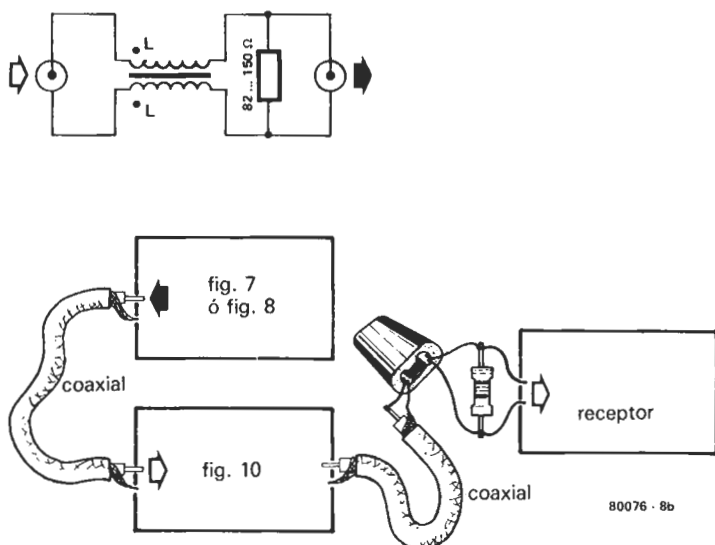 L
L
82 ... 150 Ω
fig. 7
ó fig. 8
coaxial
receptor
fig. 10
coaxial
80076 - 8b